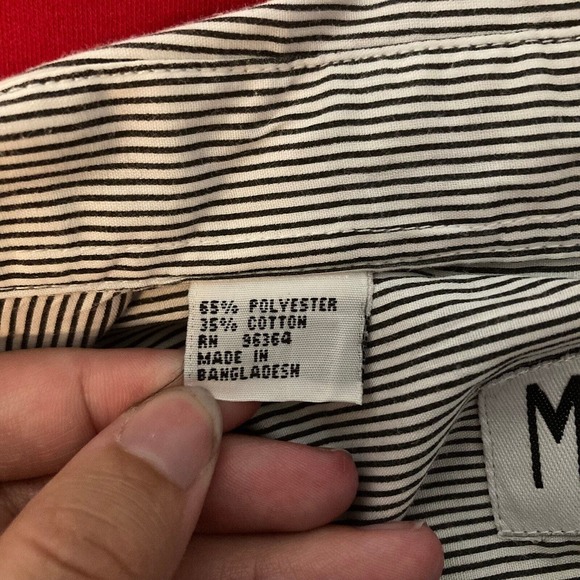 65% POLYESTER
35% COTTON
RN 96364
MADE IN
BANGLADESH
M